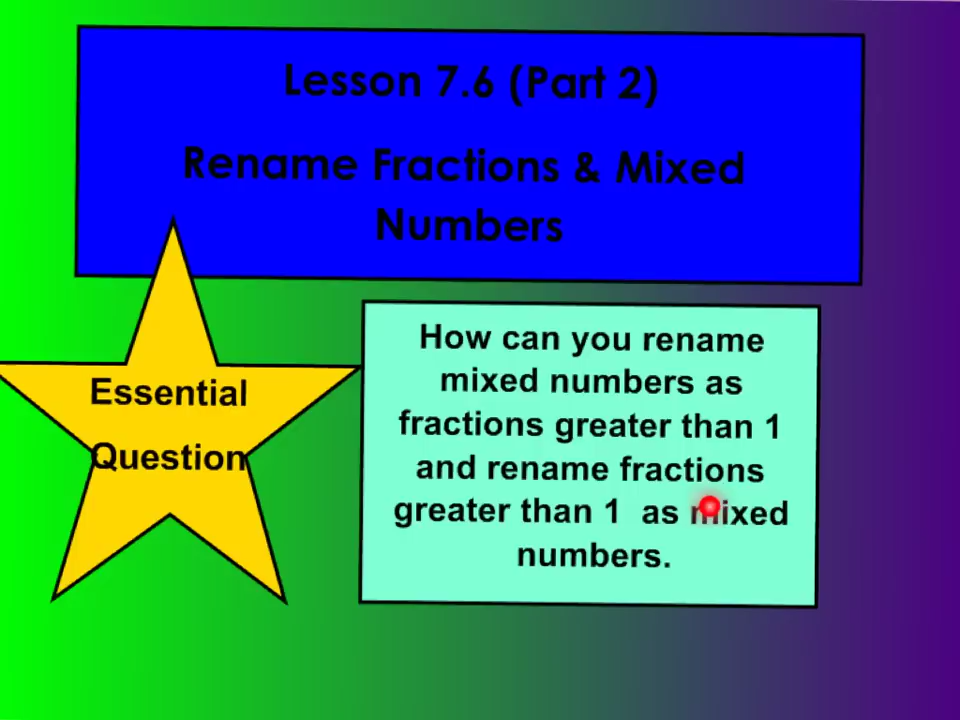 Lesson 7.6 (Part 2)
Rename Fractions & Mixed
Numbers
Essential
Question
How can you rename
mixed numbers as
fractions greater than 1
and rename fractions
greater than 1 as mixed
numbers.